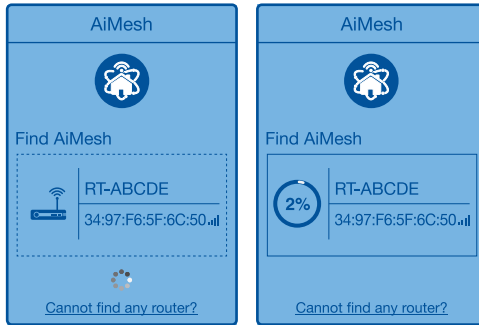 AiMesh
Find AiMesh
RT-ABCDE
34:97:F6:5F:6C:50
Cannot find any router?
AiMesh
Find AiMesh
2%
RT-ABCDE
34:97:F6:5F:6C:50
Cannot find any router?